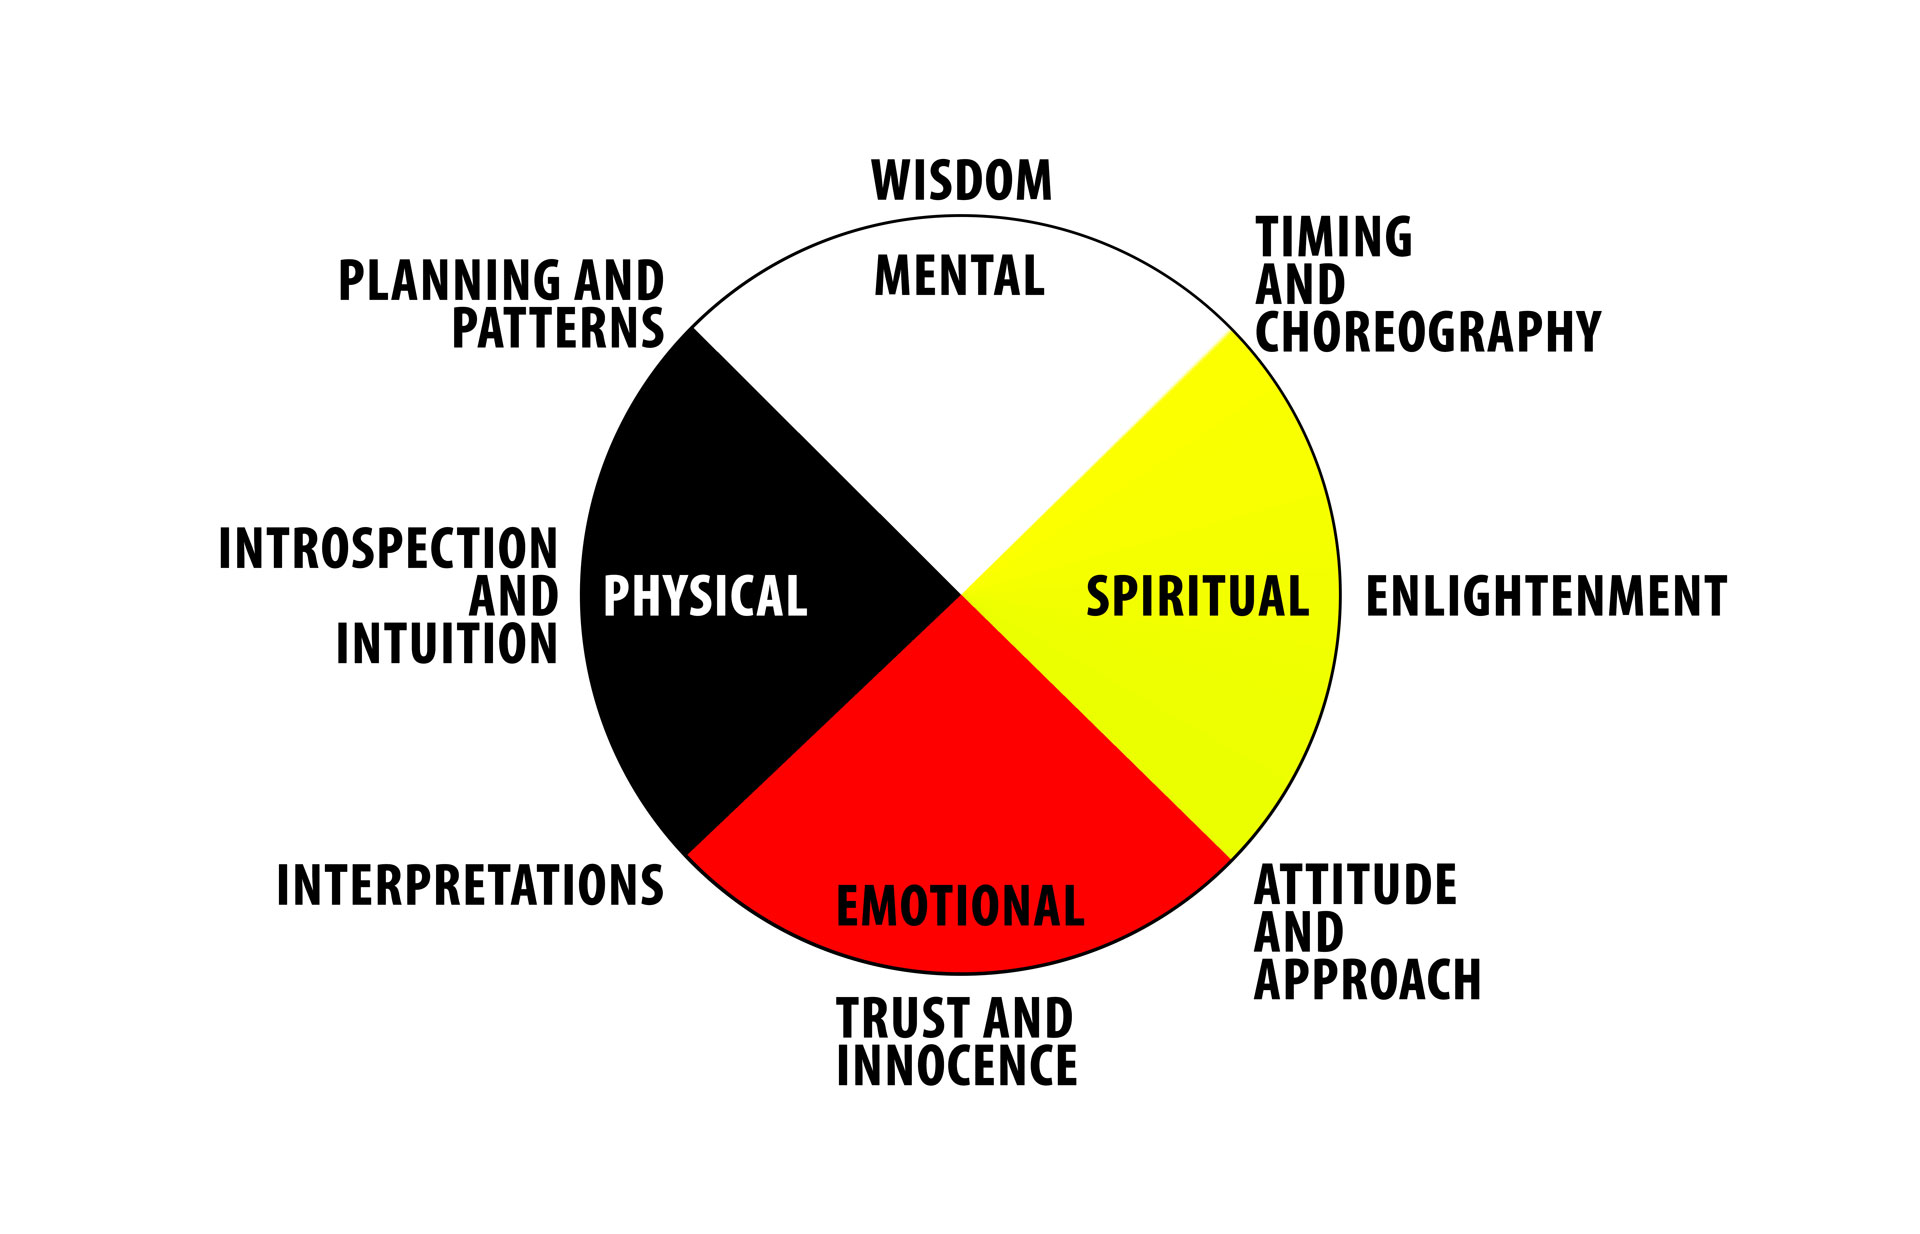 WISDOM
MENTAL
TIMING
AND
CHOREOGRAPHY
PLANNING AND
PATTERNS
INTROSPECTION
AND
INTUITION
PHYSICAL
SPIRITUAL
ENLIGHTENMENT
INTERPRETATIONS
EMOTIONAL
ATTITUDE
AND
APPROACH
TRUST AND
INNOCENCE